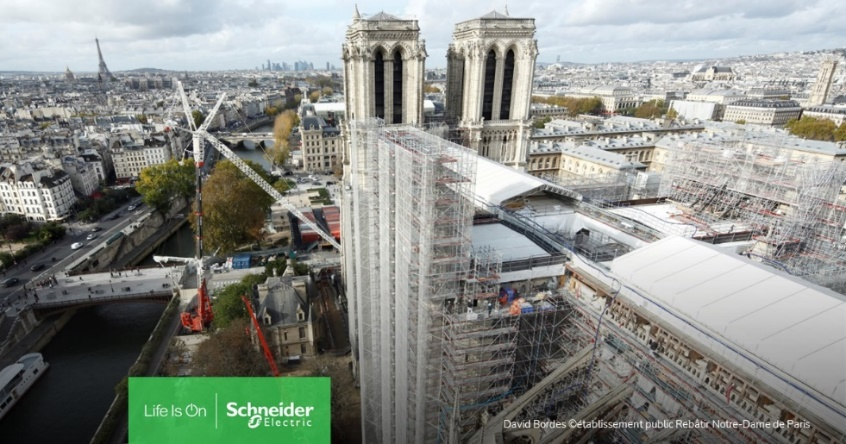 Life Is On
Schneider
Electric
David Bordes ©établissement public Rebâtir Notre-Dame de Paris